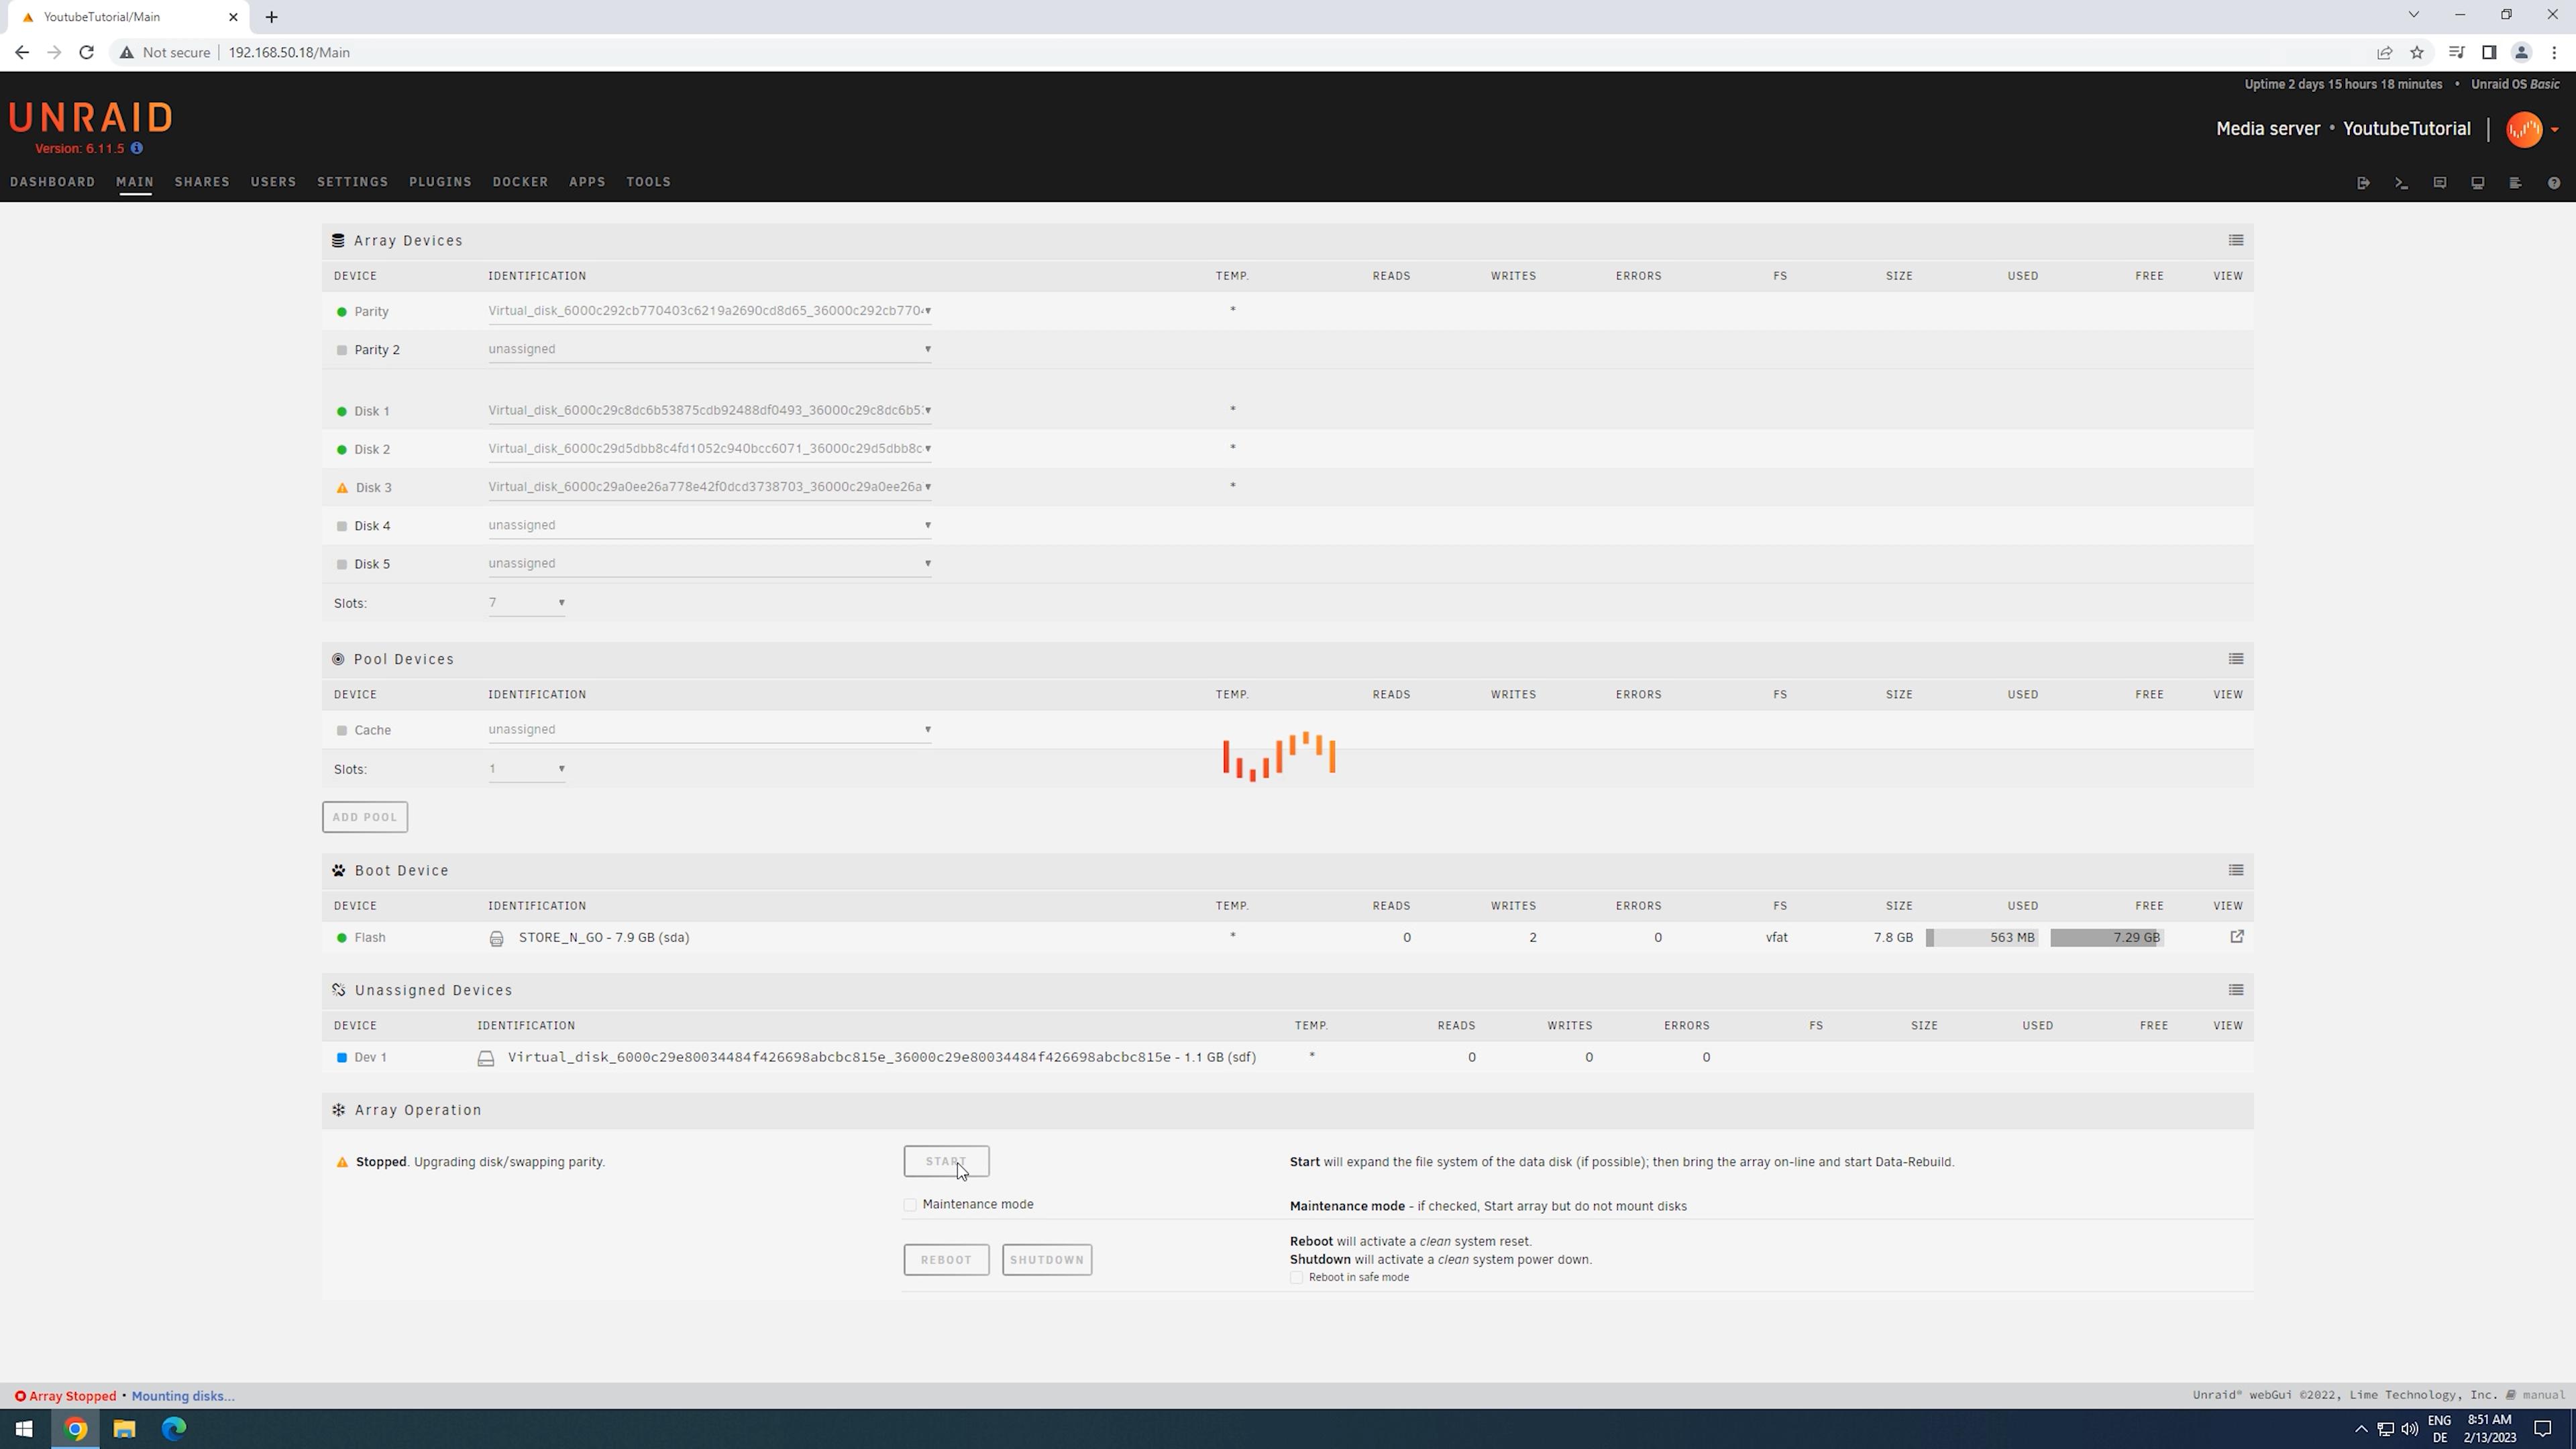 YoutubeTutorial/Main
Not secure 192.168.50.18/Main
Uptime 2 days 15 hours 18 minutes • Unraid OS Basic
UNRAID
Version: 6.11.5
Media server • YoutubeTutorial
DASHBOARD MAIN SHARES USERS SETTINGS PLUGINS DOCKER APPS TOOLS
Array Devices
DEVICE IDENTIFICATION TEMP. READS WRITES ERRORS FS SIZE USED FREE VIEW
Parity Virtual_disk_6000c292cb770403c6219a2690cd8d65_36000c292cb770 *
Parity 2 unassigned
Disk 1 Virtual_disk_6000c29c8dc6b53875cdb92488df0493_36000c29c8dc6b5 *
Disk 2 Virtual_disk_6000c29d5dbb8c4fd1052c940bcc6071_36000c29d5dbb8c *
Disk 3 Virtual_disk_6000c29a0ee26a778e42f0dcd3738703_36000c29a0ee26a *
Disk 4 unassigned
Disk 5 unassigned
Slots: 7
Pool Devices
DEVICE IDENTIFICATION TEMP. READS WRITES ERRORS FS SIZE USED FREE VIEW
Cache unassigned
Slots: 1
ADD POOL
Boot Device
DEVICE IDENTIFICATION TEMP. READS WRITES ERRORS FS SIZE USED FREE VIEW
Flash STORE_N_GO - 7.9 GB (sda) * 0 2 0 vfat 7.8 GB 563 MB 7.29 GB
Unassigned Devices
DEVICE IDENTIFICATION TEMP. READS WRITES ERRORS FS SIZE USED FREE VIEW
Dev 1 Virtual_disk_6000c29e80034484f426698abcbc815e_36000c29e80034484f426698abcbc815e - 1.1 GB (sdf) * 0 0 0
Array Operation
Stopped. Upgrading disk/swapping parity. START Start will expand the file system of the data disk (if possible); then bring the array on-line and start Data-Rebuild.
Maintenance mode Maintenance mode - if checked, Start array but do not mount disks
Reboot will activate a clean system reset.
REBOOT SHUTDOWN Shutdown will activate a clean system power down.
Reboot in safe mode
Array Stopped • Mounting disks...
Unraid® webGui ©2022, Lime Technology, Inc. manual
ENG 8:51 AM
DE 2/13/2023